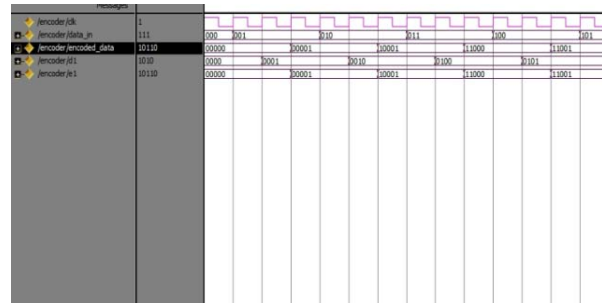 Messages
/encoder/clk 1
/encoder/data_in 111 000 001 010 011 100 101
/encoder/encoded_data 10110 00000 00001 10001 11000 11001
/encoder/d1 1010 0000 0001 0010 0100 0101
/encoder/e1 10110 00000 00001 10001 11000 11001